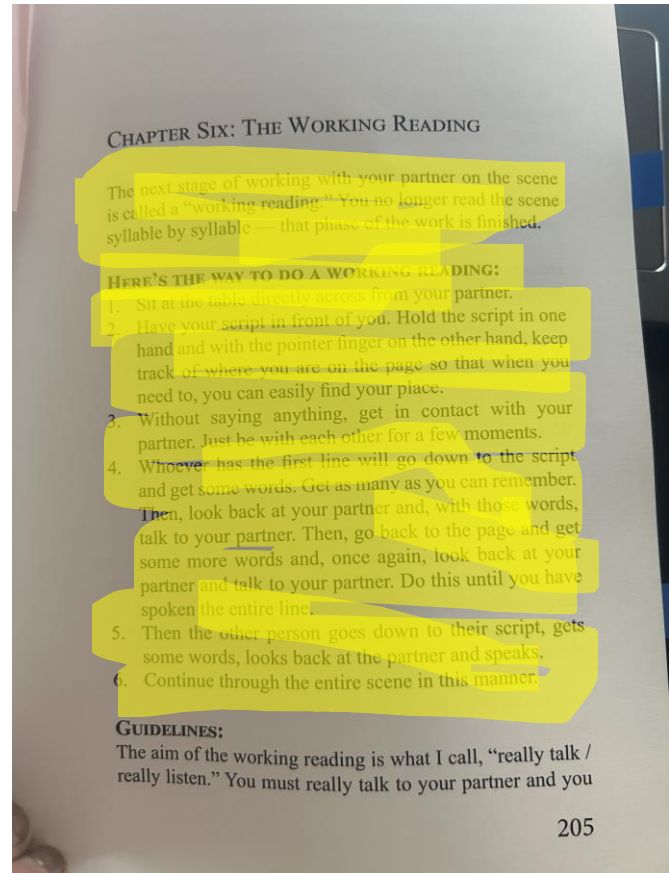 CHAPTER SIX: THE WORKING READING
The next stage of working with your partner on the scene
is called a “working reading.” You no longer read the scene
syllable by syllable — that phase of the work is finished.
HERE’S THE WAY TO DO A WORKING READING:
1. Sit at the table directly across from your partner.
2. Have your script in front of you. Hold the script in one
hand and with the pointer finger on the other hand, keep
track of where you are on the page so that when you
need to, you can easily find your place.
3. Without saying anything, get in contact with your
partner. Just be with each other for a few moments.
4. Whoever has the first line will go down to the script
and get some words. Get as many as you can remember.
Then, look back at your partner and, with those words,
talk to your partner. Then, go back to the page and get
some more words and, once again, look back at your
partner and talk to your partner. Do this until you have
spoken the entire line.
5. Then the other person goes down to their script, gets
some words, looks back at the partner and speaks.
6. Continue through the entire scene in this manner.
GUIDELINES:
The aim of the working reading is what I call, “really talk /
really listen.” You must really talk to your partner and you
205